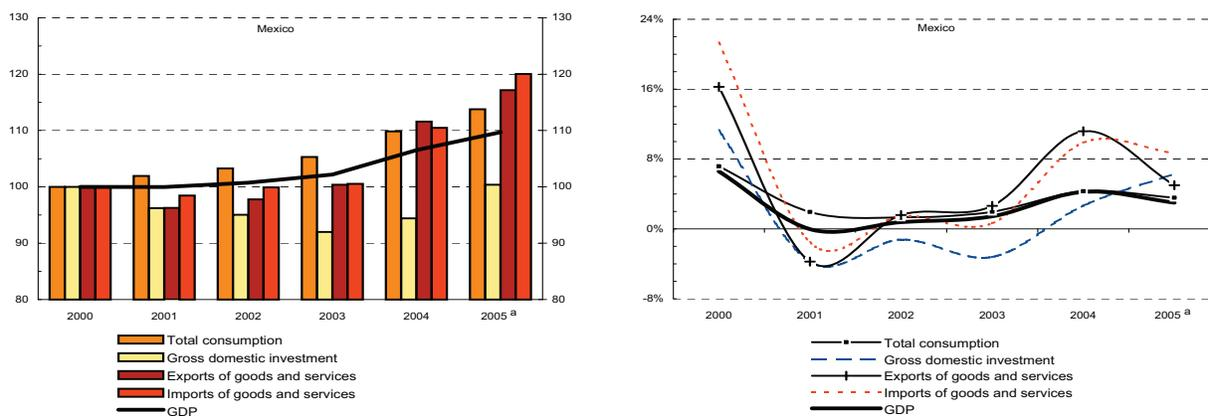 Mexico
130 130
120 120
110 110
100 100
90 90
80 80
2000 2001 2002 2003 2004 2005 a
Total consumption
Gross domestic investment
Exports of goods and services
Imports of goods and services
GDP
Mexico
24%
16%
8%
0%
-8%
2000 2001 2002 2003 2004 2005 a
Total consumption
Gross domestic investment
Exports of goods and services
Imports of goods and services
GDP